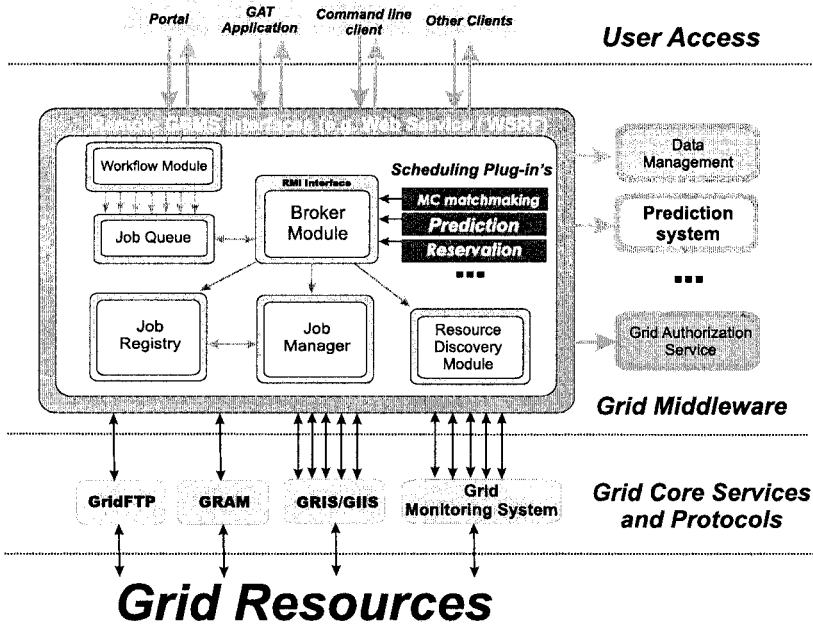 Portal
GAT
Application
Command line
client
Other Clients
User Access
Workflow Module
Job Queue
RMI Interface
Broker
Module
Scheduling Plug-in's
MC matchmaking
Prediction
Reservation
...
Job
Registry
Job
Manager
Resource
Discovery
Module
Data
Management
Prediction
system
...
Grid Authorization
Service
Grid Middleware
GridFTP
GRAM
GRIS/GIIS
Grid
Monitoring System
Grid Core Services
and Protocols
Grid Resources